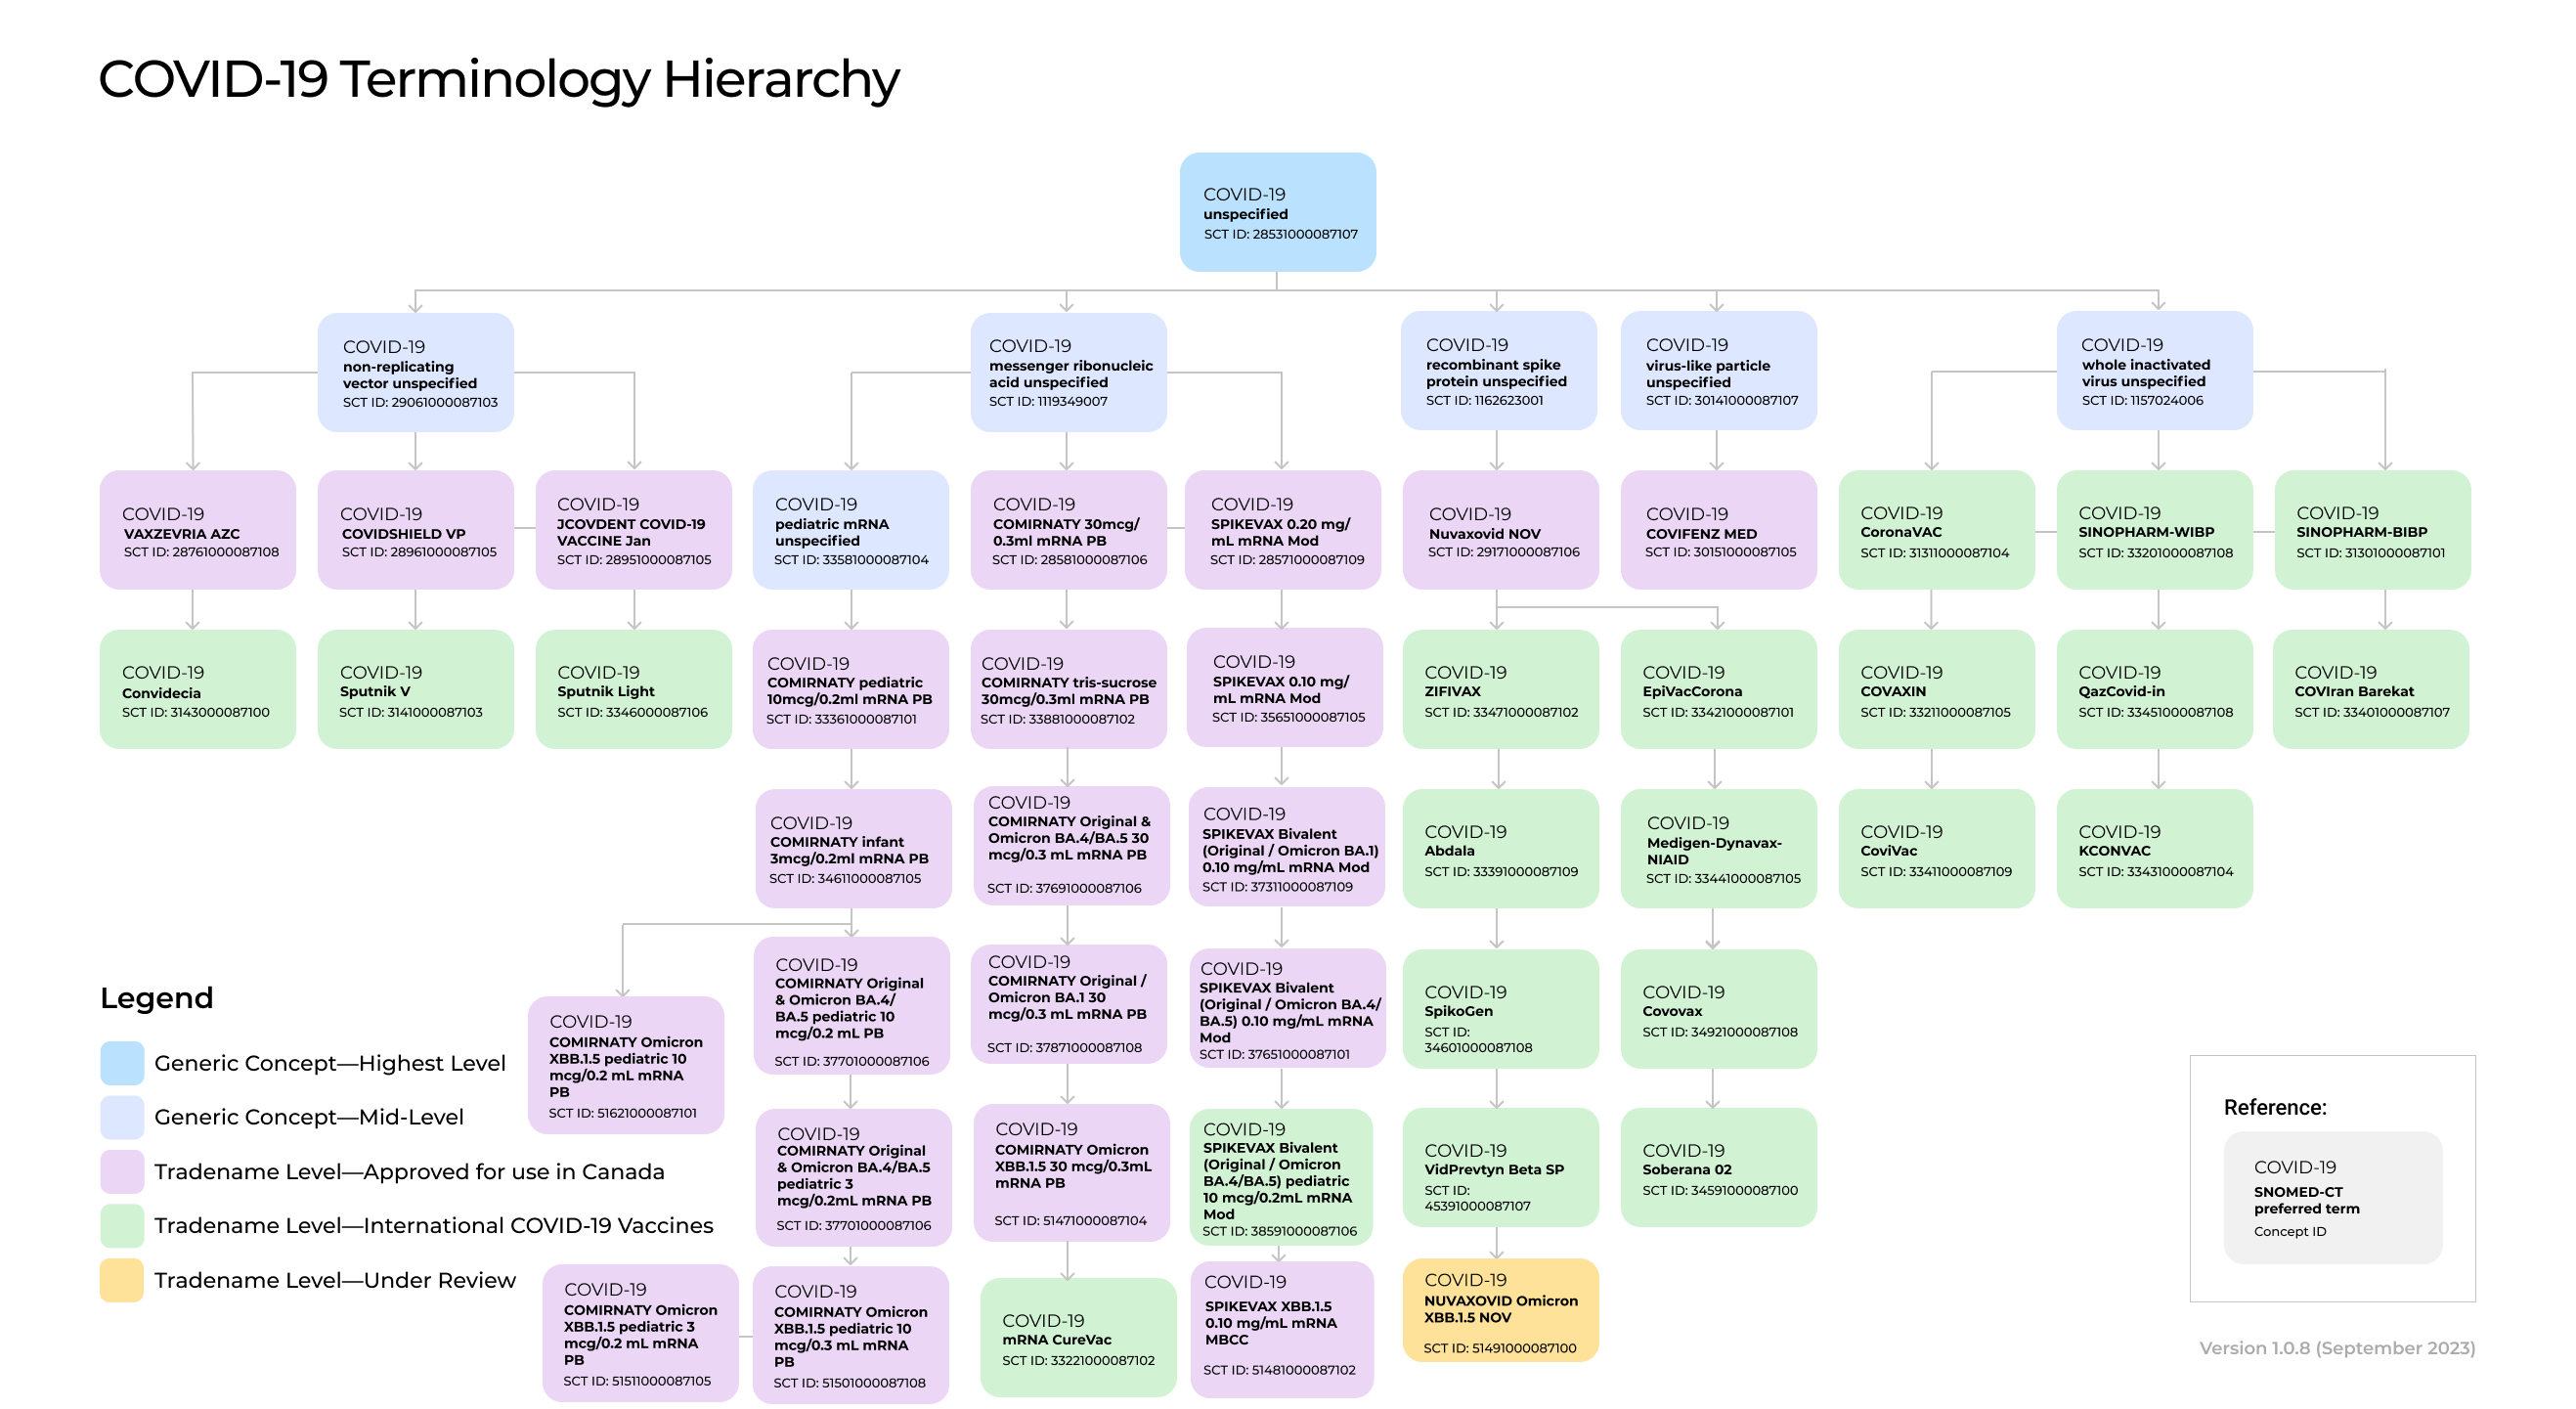 COVID-19 Terminology Hierarchy
COVID-19
unspecified
SCT ID: 28531000087107
COVID-19
non-replicating
vector unspecified
SCT ID: 29061000087103
COVID-19
messenger ribonucleic
acid unspecified
SCT ID: 1119349007
COVID-19
recombinant spike
protein unspecified
SCT ID: 1162623001
COVID-19
virus-like particle
unspecified
SCT ID: 30141000087107
COVID-19
whole inactivated
virus unspecified
SCT ID: 1157024006
COVID-19
VAXZEVRIA AZC
SCT ID: 28761000087108
COVID-19
COVIDSHIELD VP
SCT ID: 28961000087105
COVID-19
JCOVDENT COVID-19
VACCINE Jan
SCT ID: 28951000087105
COVID-19
pediatric mRNA
unspecified
SCT ID: 33581000087104
COVID-19
COMIRNATY 30mcg/
0.3ml mRNA PB
SCT ID: 28581000087106
COVID-19
SPIKEVAX 0.20 mg/
mL mRNA Mod
SCT ID: 28571000087109
COVID-19
Nuvaxovid NOV
SCT ID: 29171000087106
COVID-19
COVIFENZ MED
SCT ID: 30151000087105
COVID-19
CoronaVAC
SCT ID: 31311000087104
COVID-19
SINOPHARM-WIBP
SCT ID: 33201000087108
COVID-19
SINOPHARM-BIBP
SCT ID: 31301000087101
COVID-19
Convidecia
SCT ID: 3143000087100
COVID-19
Sputnik V
SCT ID: 3141000087103
COVID-19
Sputnik Light
SCT ID: 3346000087106
COVID-19
COMIRNATY pediatric
10mcg/0.2ml mRNA PB
SCT ID: 33361000087101
COVID-19
COMIRNATY tris-sucrose
30mcg/0.3ml mRNA PB
SCT ID: 33881000087102
COVID-19
SPIKEVAX 0.10 mg/
mL mRNA Mod
SCT ID: 35651000087105
COVID-19
ZIFIVAX
SCT ID: 33471000087102
COVID-19
EpiVacCorona
SCT ID: 33421000087101
COVID-19
COVAXIN
SCT ID: 33211000087105
COVID-19
QazCovid-in
SCT ID: 33451000087108
COVID-19
COVIran Barekat
SCT ID: 33401000087107
COVID-19
COMIRNATY infant
3mcg/0.2ml mRNA PB
SCT ID: 34611000087105
COVID-19
COMIRNATY Original &
Omicron BA.4/BA.5 30
mcg/0.3 mL mRNA PB
SCT ID: 37691000087106
COVID-19
SPIKEVAX Bivalent
(Original / Omicron BA.1)
0.10 mg/mL mRNA Mod
SCT ID: 37311000087109
COVID-19
Abdala
SCT ID: 33391000087109
COVID-19
Medigen-Dynavax-
NIAID
SCT ID: 33441000087105
COVID-19
CoviVac
SCT ID: 33411000087109
COVID-19
KCONVAC
SCT ID: 33431000087104
COVID-19
COMIRNATY Omicron
XBB.1.5 pediatric 10
mcg/0.2 mL mRNA
PB
SCT ID: 51621000087101
COVID-19
COMIRNATY Original
& Omicron BA.4/
BA.5 pediatric 10
mcg/0.2 mL PB
SCT ID: 37701000087106
COVID-19
COMIRNATY Original /
Omicron BA.1 30
mcg/0.3 mL mRNA PB
SCT ID: 37871000087108
COVID-19
SPIKEVAX Bivalent
(Original / Omicron BA.4/
BA.5) 0.10 mg/mL mRNA
Mod
SCT ID: 37651000087101
COVID-19
SpikoGen
SCT ID:
34601000087108
COVID-19
Covovax
SCT ID: 34921000087108
COVID-19
COMIRNATY Original
& Omicron BA.4/BA.5
pediatric 3
mcg/0.2mL mRNA PB
SCT ID: 37701000087106
COVID-19
COMIRNATY Omicron
XBB.1.5 30 mcg/0.3mL
mRNA PB
SCT ID: 51471000087104
COVID-19
SPIKEVAX Bivalent
(Original / Omicron
BA.4/BA.5) pediatric
10 mcg/0.2mL mRNA
Mod
SCT ID: 38591000087106
COVID-19
VidPrevtyn Beta SP
SCT ID:
45391000087107
COVID-19
Soberana 02
SCT ID: 34591000087100
COVID-19
COMIRNATY Omicron
XBB.1.5 pediatric 3
mcg/0.2 mL mRNA
PB
SCT ID: 51511000087105
COVID-19
COMIRNATY Omicron
XBB.1.5 pediatric 10
mcg/0.3 mL mRNA
PB
SCT ID: 51501000087108
COVID-19
mRNA CureVac
SCT ID: 33221000087102
COVID-19
SPIKEVAX XBB.1.5
0.10 mg/mL mRNA
MBCC
SCT ID: 51481000087102
COVID-19
NUVAXOVID Omicron
XBB.1.5 NOV
SCT ID: 51491000087100
Legend
Generic Concept—Highest Level
Generic Concept—Mid-Level
Tradename Level—Approved for use in Canada
Tradename Level—International COVID-19 Vaccines
Tradename Level—Under Review
Reference:
COVID-19
SNOMED-CT
preferred term
Concept ID
Version 1.0.8 (September 2023)